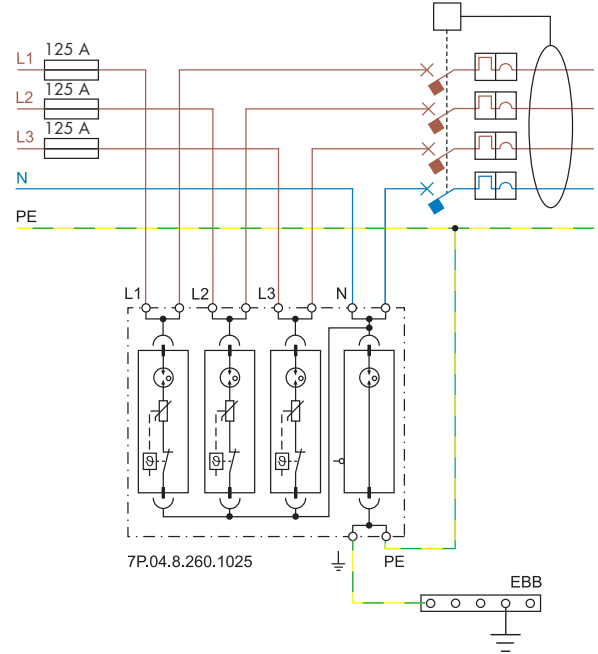 125 A
L1
125 A
L2
125 A
L3
N
PE
L1 L2 L3 N
ϑ ϑ ϑ
7P.04.8.260.1025
PE
EBB